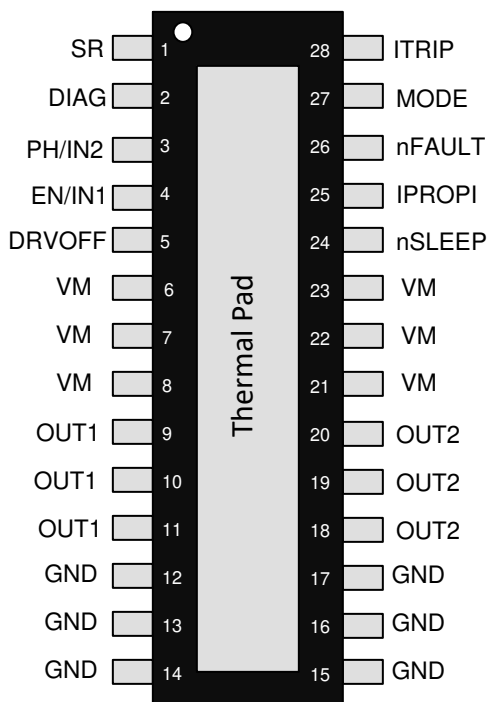 SR 1 28 ITRIP
DIAG 2 27 MODE
PH/IN2 3 26 nFAULT
EN/IN1 4 25 IPROPI
DRVOFF 5 24 nSLEEP
VM 6 23 VM
VM 7 22 VM
VM 8 21 VM
OUT1 9 20 OUT2
OUT1 10 19 OUT2
OUT1 11 18 OUT2
GND 12 17 GND
GND 13 16 GND
GND 14 15 GND
Thermal Pad